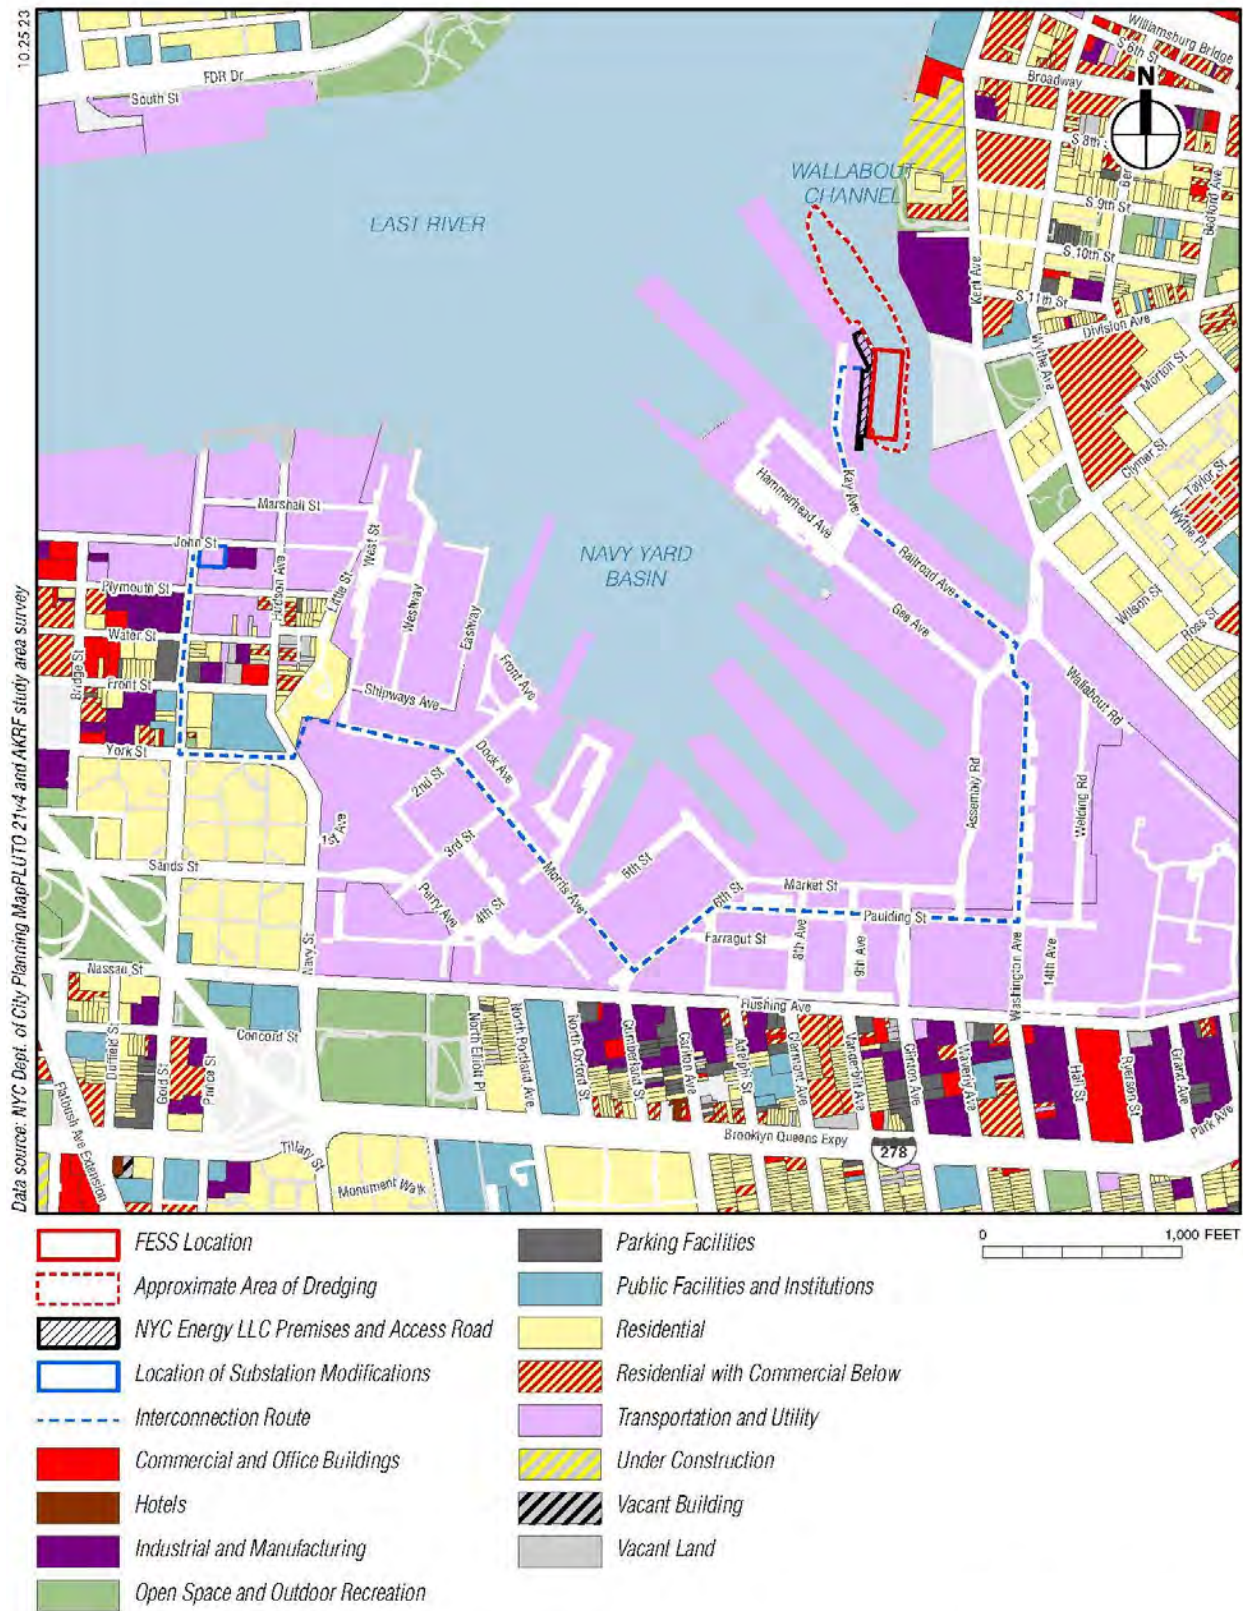 10.25.23
Williamsburg Bridge
S 6th St
Broadway
N
FDR Dr
South St
S 8th S
Bedford Ave
WALLABOUT
CHANNEL
S 9th St
EAST RIVER
S 10th St
Kent Ave
S 11th St
Division Ave
Wythe Ave
Morton St
Clymer St
Taylor St
Wythe Pl
Kay Ave
Hammerhead Ave
Marshall St
John St
West St
Hudson Ave
Little St
NAVY YARD
BASIN
Railroad Ave
Plymouth St
Westway
Eastway
Gee Ave
Wilson St
Ross St
Water St
Bridge St
Front St
Shipways Ave
Front Ave
Wallabout Rd
York St
Dock Ave
2nd St
Assembly Rd
Welding Rd
1st Ave
3rd St
Sands St
Morris Ave
5th St
Market St
6th St
Perry Ave
4th St
Paulding St
Farragut St
8th Ave
9th Ave
Washington Ave
14th Ave
Navy St
Nassau St
Flushing Ave
Concord St
Duffield St
Gold St
Prince St
North Elliott Pl
North Portland Ave
North Oxford St
Cumberland St
Carlton Ave
Adelphi St
Clermont Ave
Vanderbilt Ave
Clinton Ave
Waverly Ave
Hall St
Ryerson St
Grand Ave
Park Ave
Flatbush Ave Extension
Brooklyn Queens Expy
278
Tillary St
Monument Walk
Data source: NYC Dept. of City Planning MapPLUTO 21v4 and AKRF study area survey
0 1,000 FEET
FESS Location
Approximate Area of Dredging
NYC Energy LLC Premises and Access Road
Location of Substation Modifications
Interconnection Route
Commercial and Office Buildings
Hotels
Industrial and Manufacturing
Open Space and Outdoor Recreation
Parking Facilities
Public Facilities and Institutions
Residential
Residential with Commercial Below
Transportation and Utility
Under Construction
Vacant Building
Vacant Land